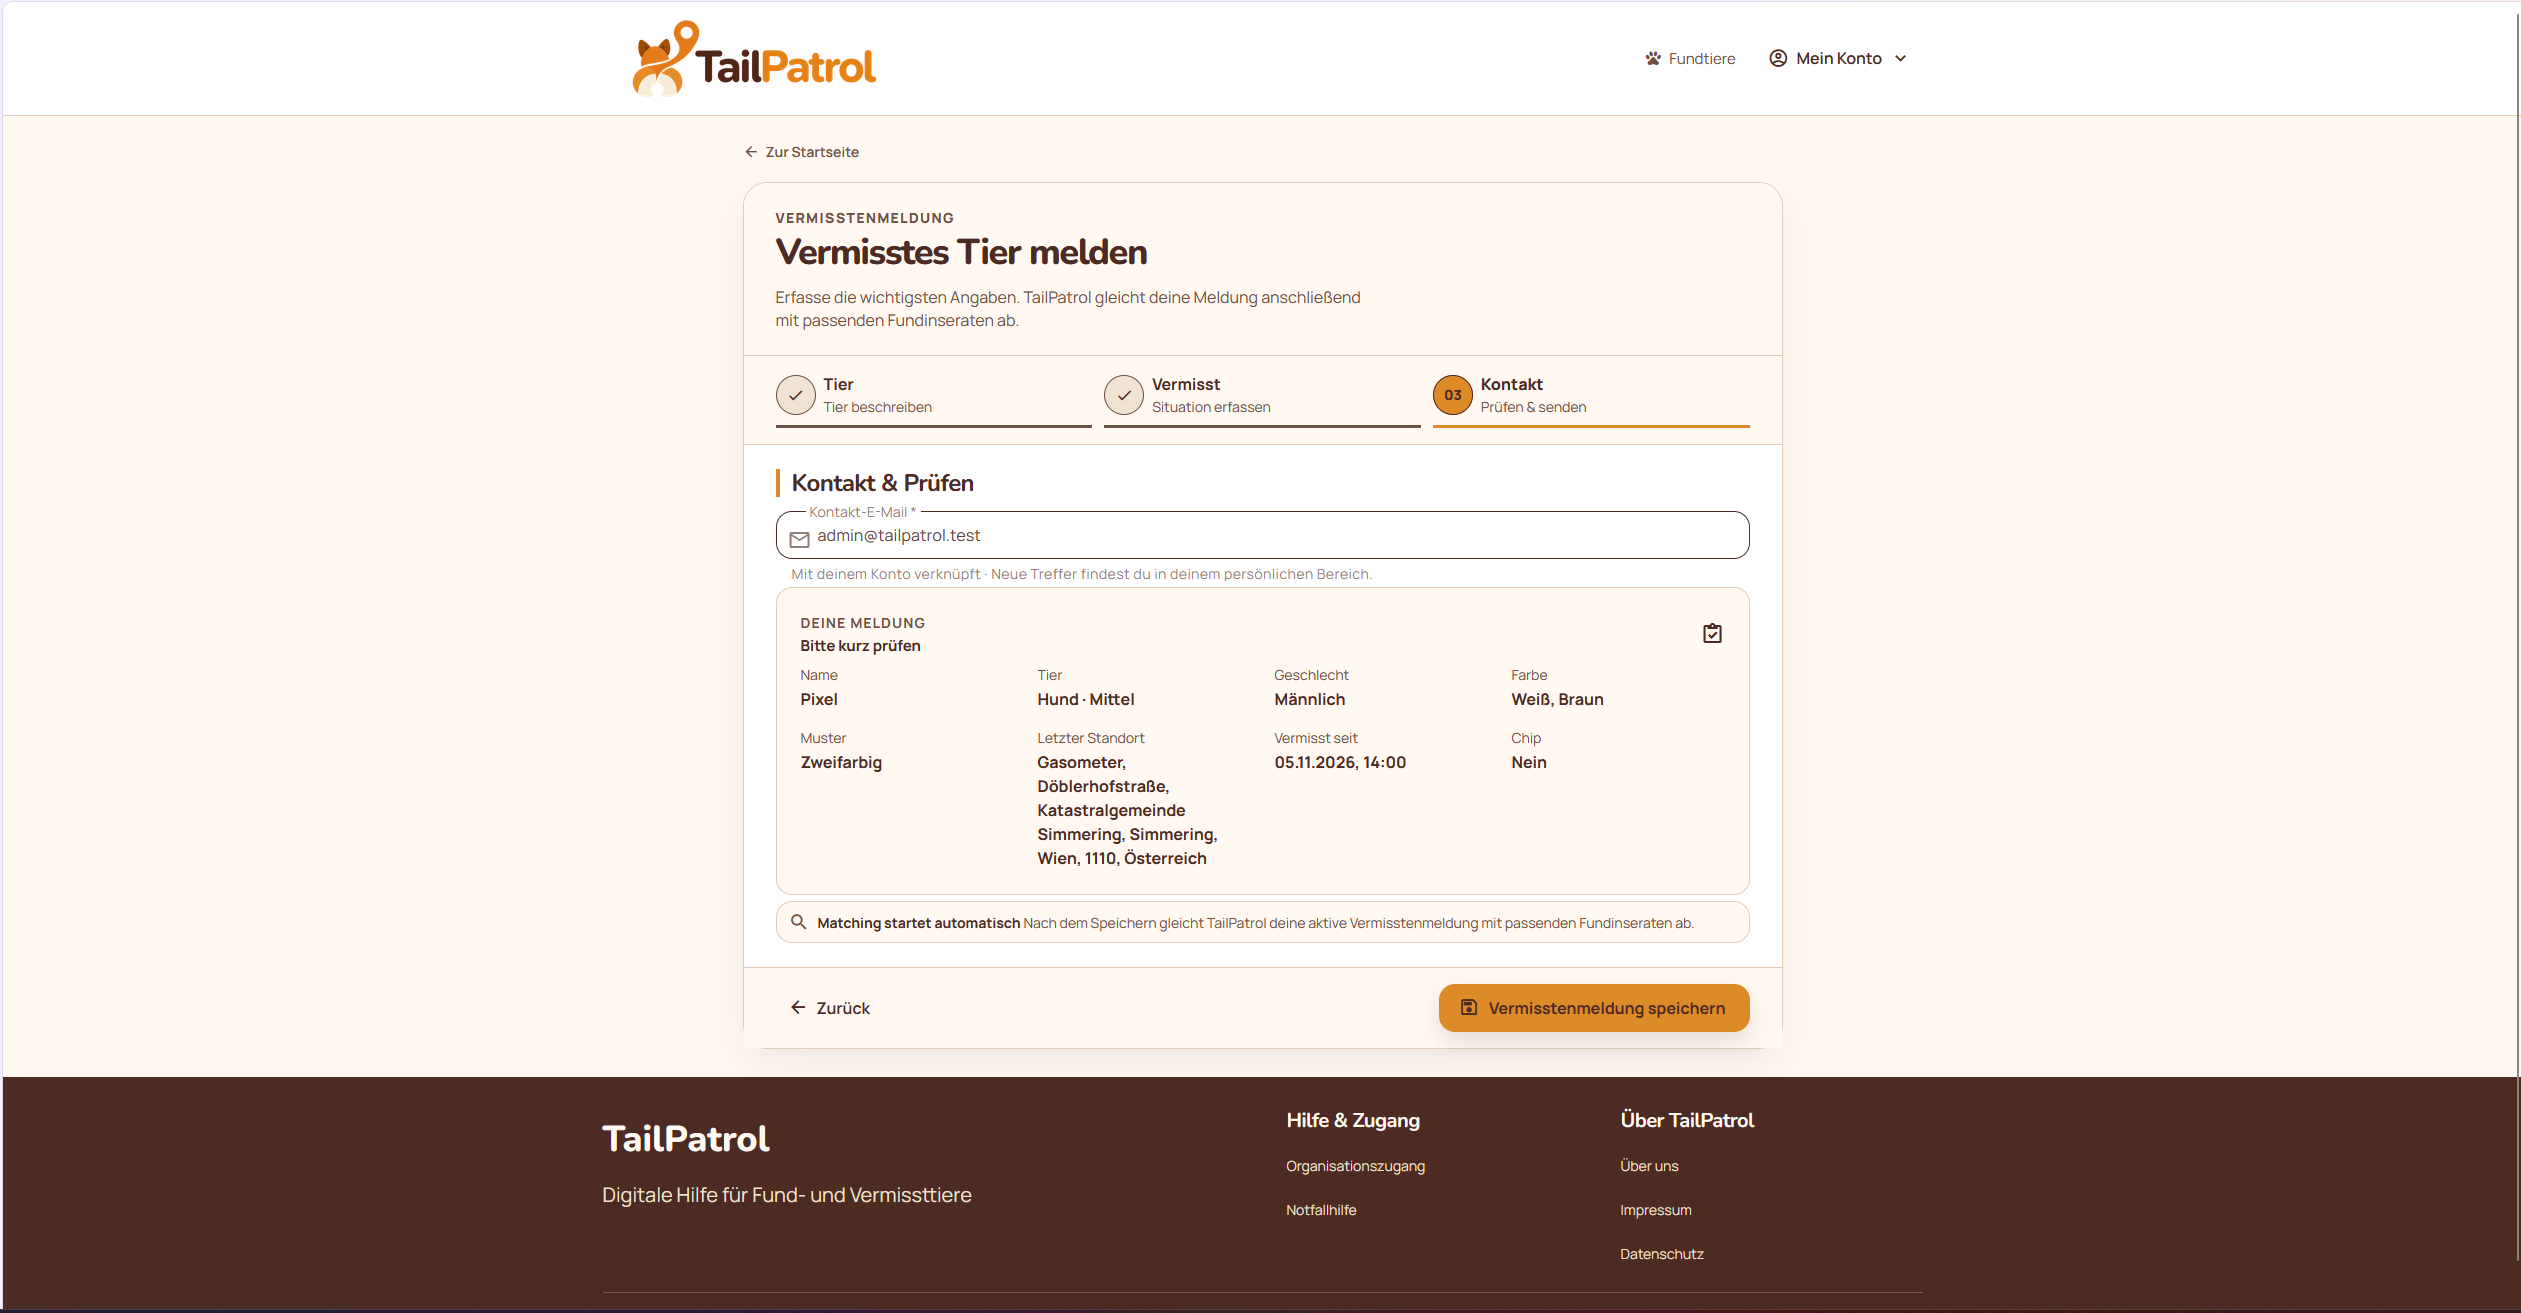 TailPatrol
Fundtiere
Mein Konto
Zur Startseite
VERMISSTENMELDUNG
Vermisstes Tier melden
Erfasse die wichtigsten Angaben. TailPatrol gleicht deine Meldung anschließend
mit passenden Fundinseraten ab.
Tier
Tier beschreiben
Vermisst
Situation erfassen
03
Kontakt
Prüfen & senden
Kontakt & Prüfen
Kontakt-E-Mail *
admin@tailpatrol.test
Mit deinem Konto verknüpft · Neue Treffer findest du in deinem persönlichen Bereich.
DEINE MELDUNG
Bitte kurz prüfen
Name
Pixel
Tier
Hund · Mittel
Geschlecht
Männlich
Farbe
Weiß, Braun
Muster
Zweifarbig
Letzter Standort
Gasometer,
Döblerhofstraße,
Katastralgemeinde
Simmering, Simmering,
Wien, 1110, Österreich
Vermisst seit
05.11.2026, 14:00
Chip
Nein
Matching startet automatisch Nach dem Speichern gleicht TailPatrol deine aktive Vermisstenmeldung mit passenden Fundinseraten ab.
Zurück
Vermisstenmeldung speichern
TailPatrol
Digitale Hilfe für Fund- und Vermissttiere
Hilfe & Zugang
Organisationszugang
Notfallhilfe
Über TailPatrol
Über uns
Impressum
Datenschutz